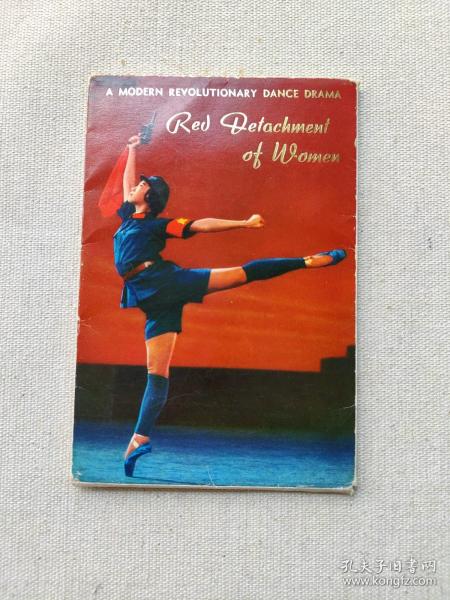 A MODERN REVOLUTIONARY DANCE DRAMA
Red Detachment
of Women
孔夫子旧书网
www.kongfz.com